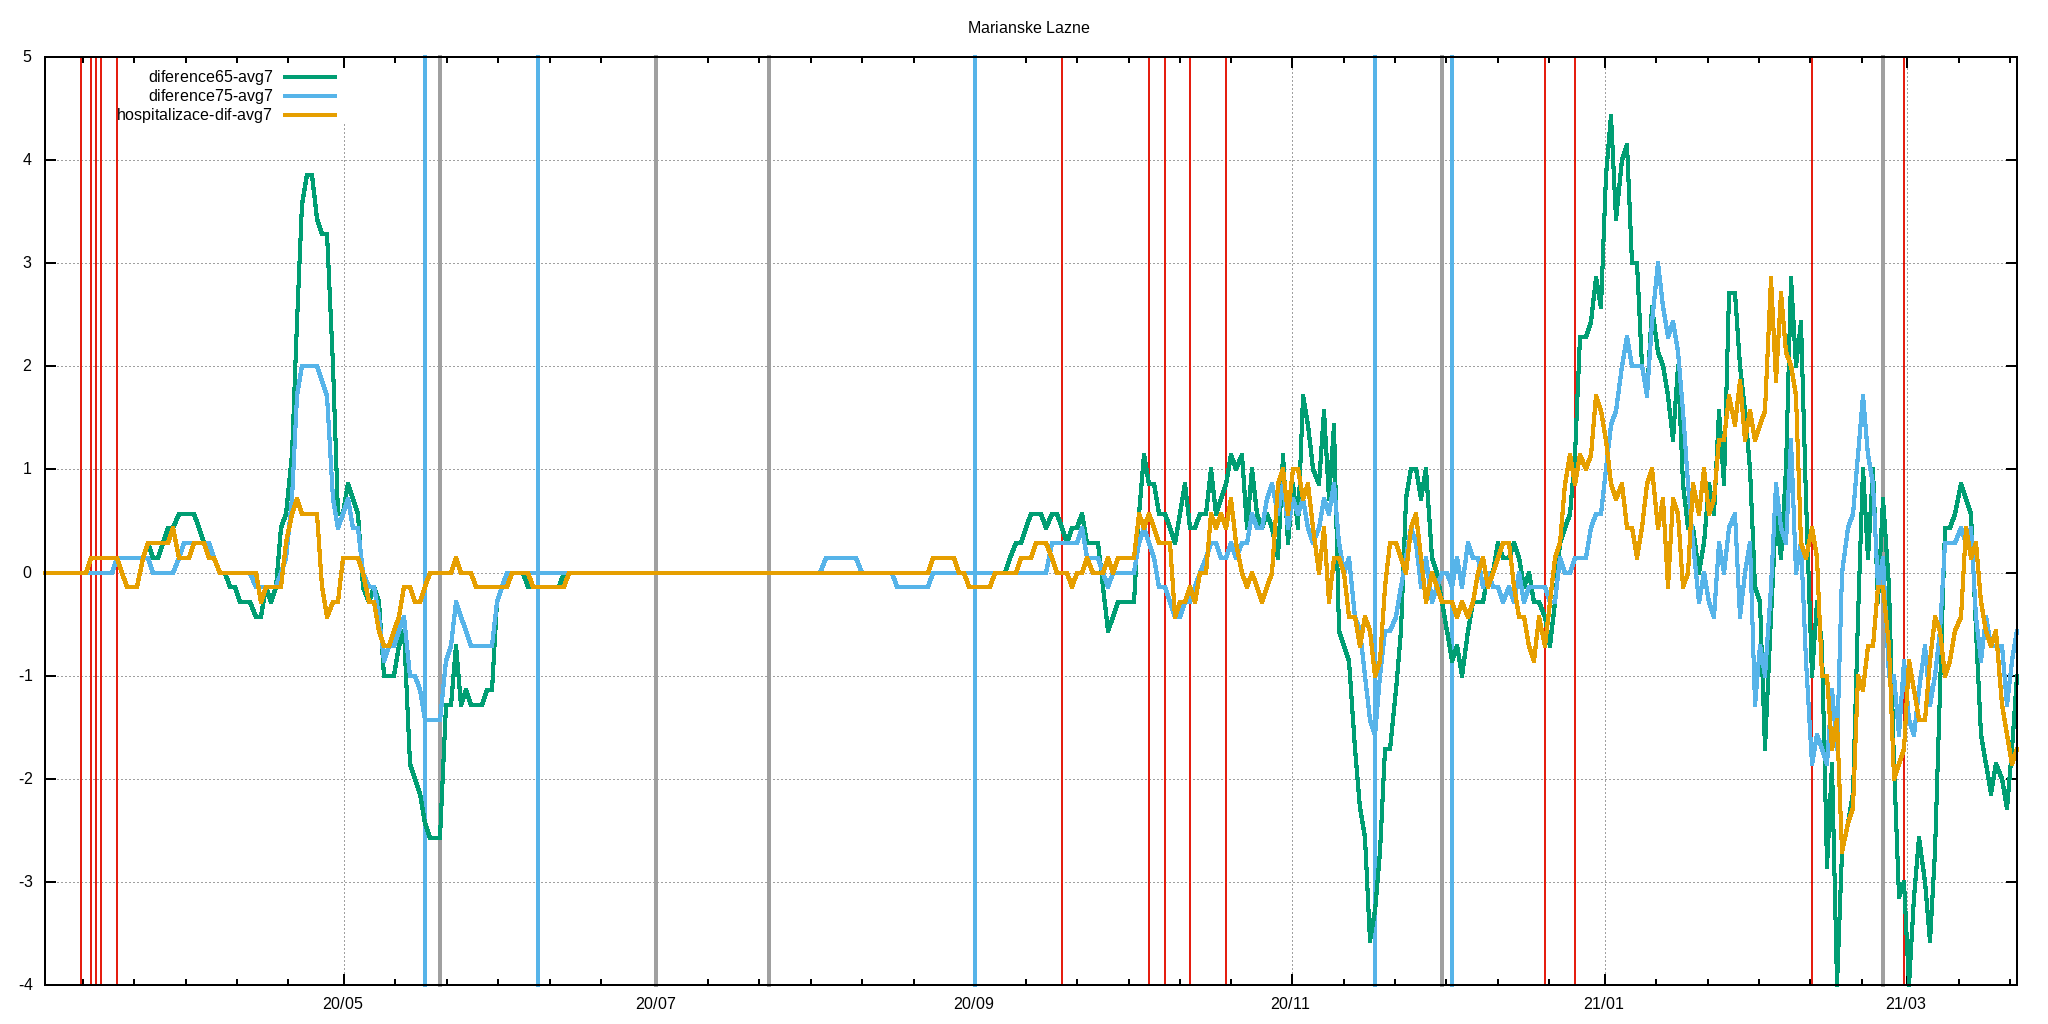 Marianske Lazne
5
diference65-avg7
diference75-avg7
hospitalizace-dif-avg7
4
3
2
1
0
-1
-2
-3
-4
20/05 20/07 20/09 20/11 21/01 21/03